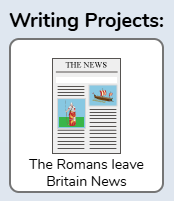 Writing Projects:
THE NEWS
The Romans leave
Britain News